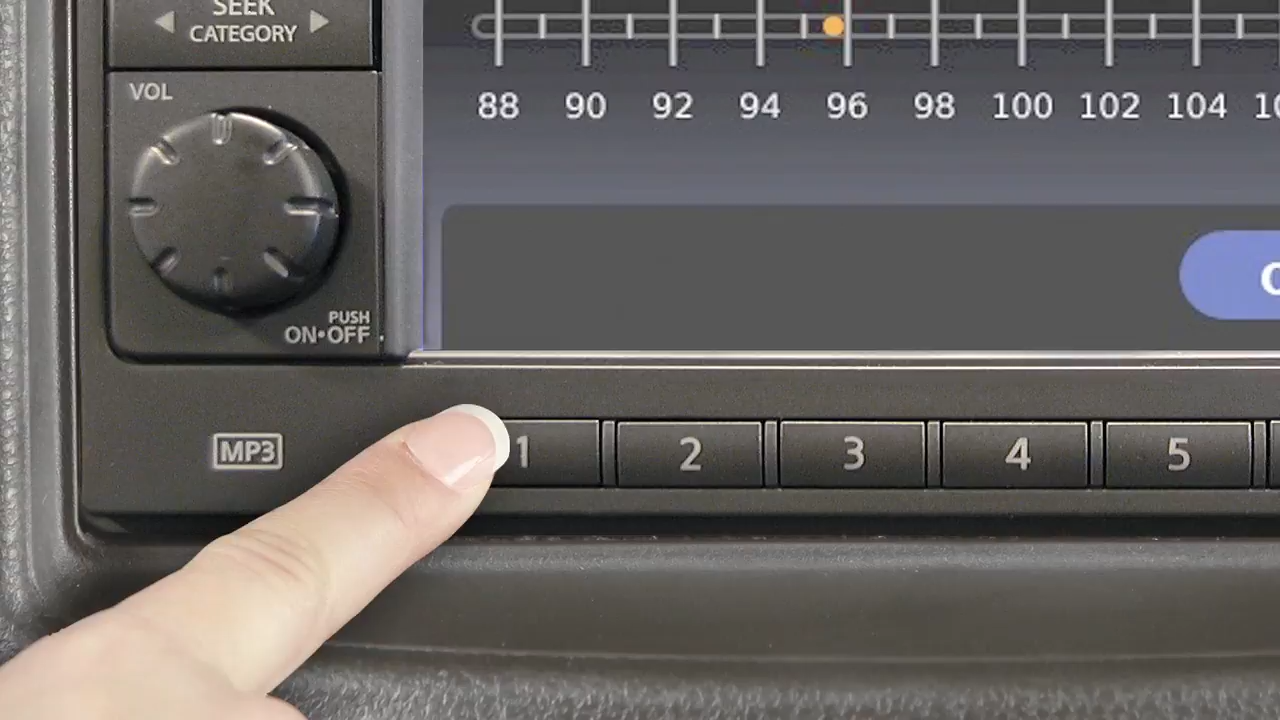 SEEK
CATEGORY
VOL
88 90 92 94 96 98 100 102 104
PUSH
ON•OFF
MP3
1 2 3 4 5